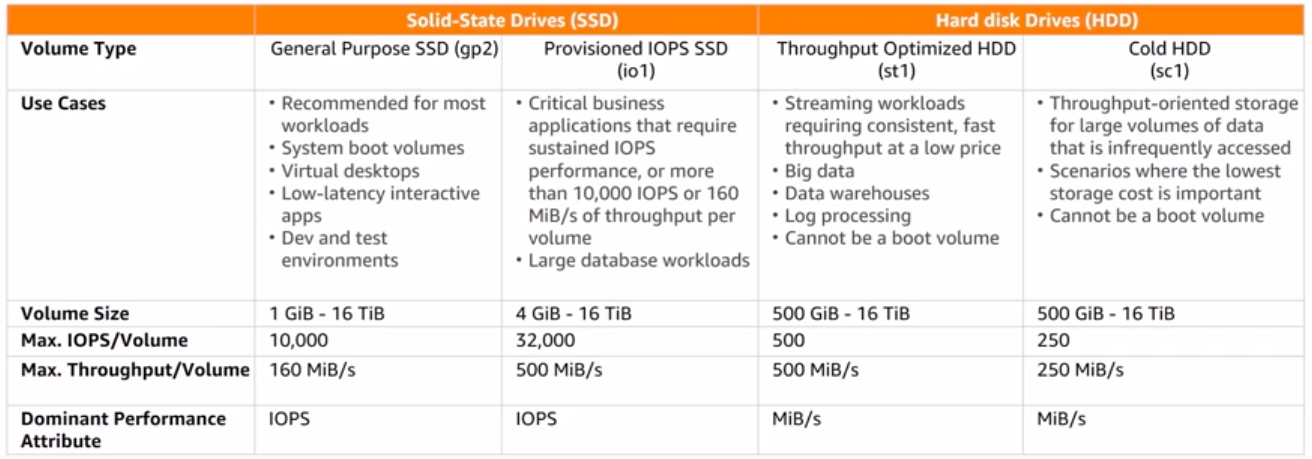 Solid-State Drives (SSD)
Hard disk Drives (HDD)
Volume Type
General Purpose SSD (gp2)
Provisioned IOPS SSD
(io1)
Throughput Optimized HDD
(st1)
Cold HDD
(sc1)
Use Cases
• Recommended for most
workloads
• System boot volumes
• Virtual desktops
• Low-latency interactive
apps
• Dev and test
environments
• Critical business
applications that require
sustained IOPS
performance, or more
than 10,000 IOPS or 160
MiB/s of throughput per
volume
• Large database workloads
• Streaming workloads
requiring consistent, fast
throughput at a low price
• Big data
• Data warehouses
• Log processing
• Cannot be a boot volume
• Throughput-oriented storage
for large volumes of data
that is infrequently accessed
• Scenarios where the lowest
storage cost is important
• Cannot be a boot volume
Volume Size
1 GiB - 16 TiB
4 GiB - 16 TiB
500 GiB - 16 TiB
500 GiB - 16 TiB
Max. IOPS/Volume
10,000
32,000
500
250
Max. Throughput/Volume
160 MiB/s
500 MiB/s
500 MiB/s
250 MiB/s
Dominant Performance
Attribute
IOPS
IOPS
MiB/s
MiB/s